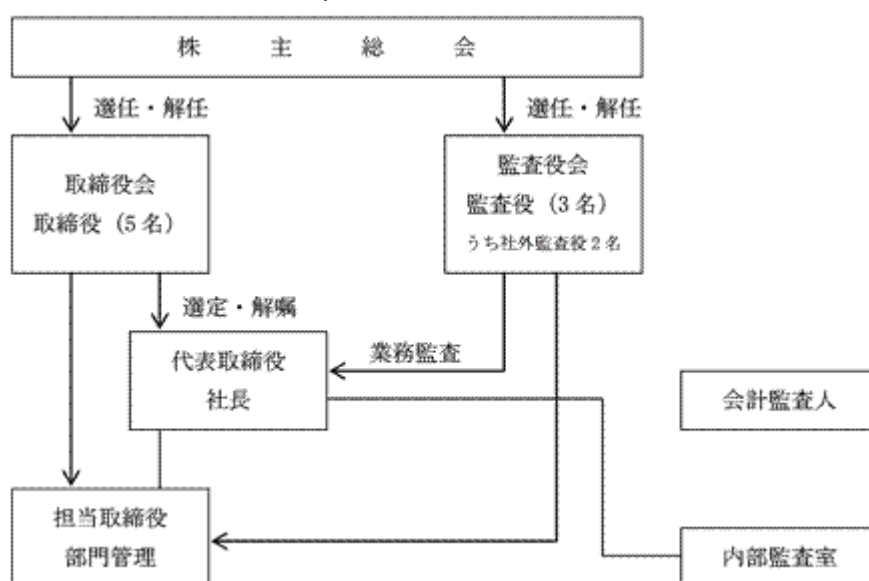 株主総会
選任・解任
選任・解任
取締役会
取締役（5名）
監査役会
監査役（3名）
うち社外監査役2名
選定・解嘱
代表取締役
社長
業務監査
会計監査人
担当取締役
部門管理
内部監査室